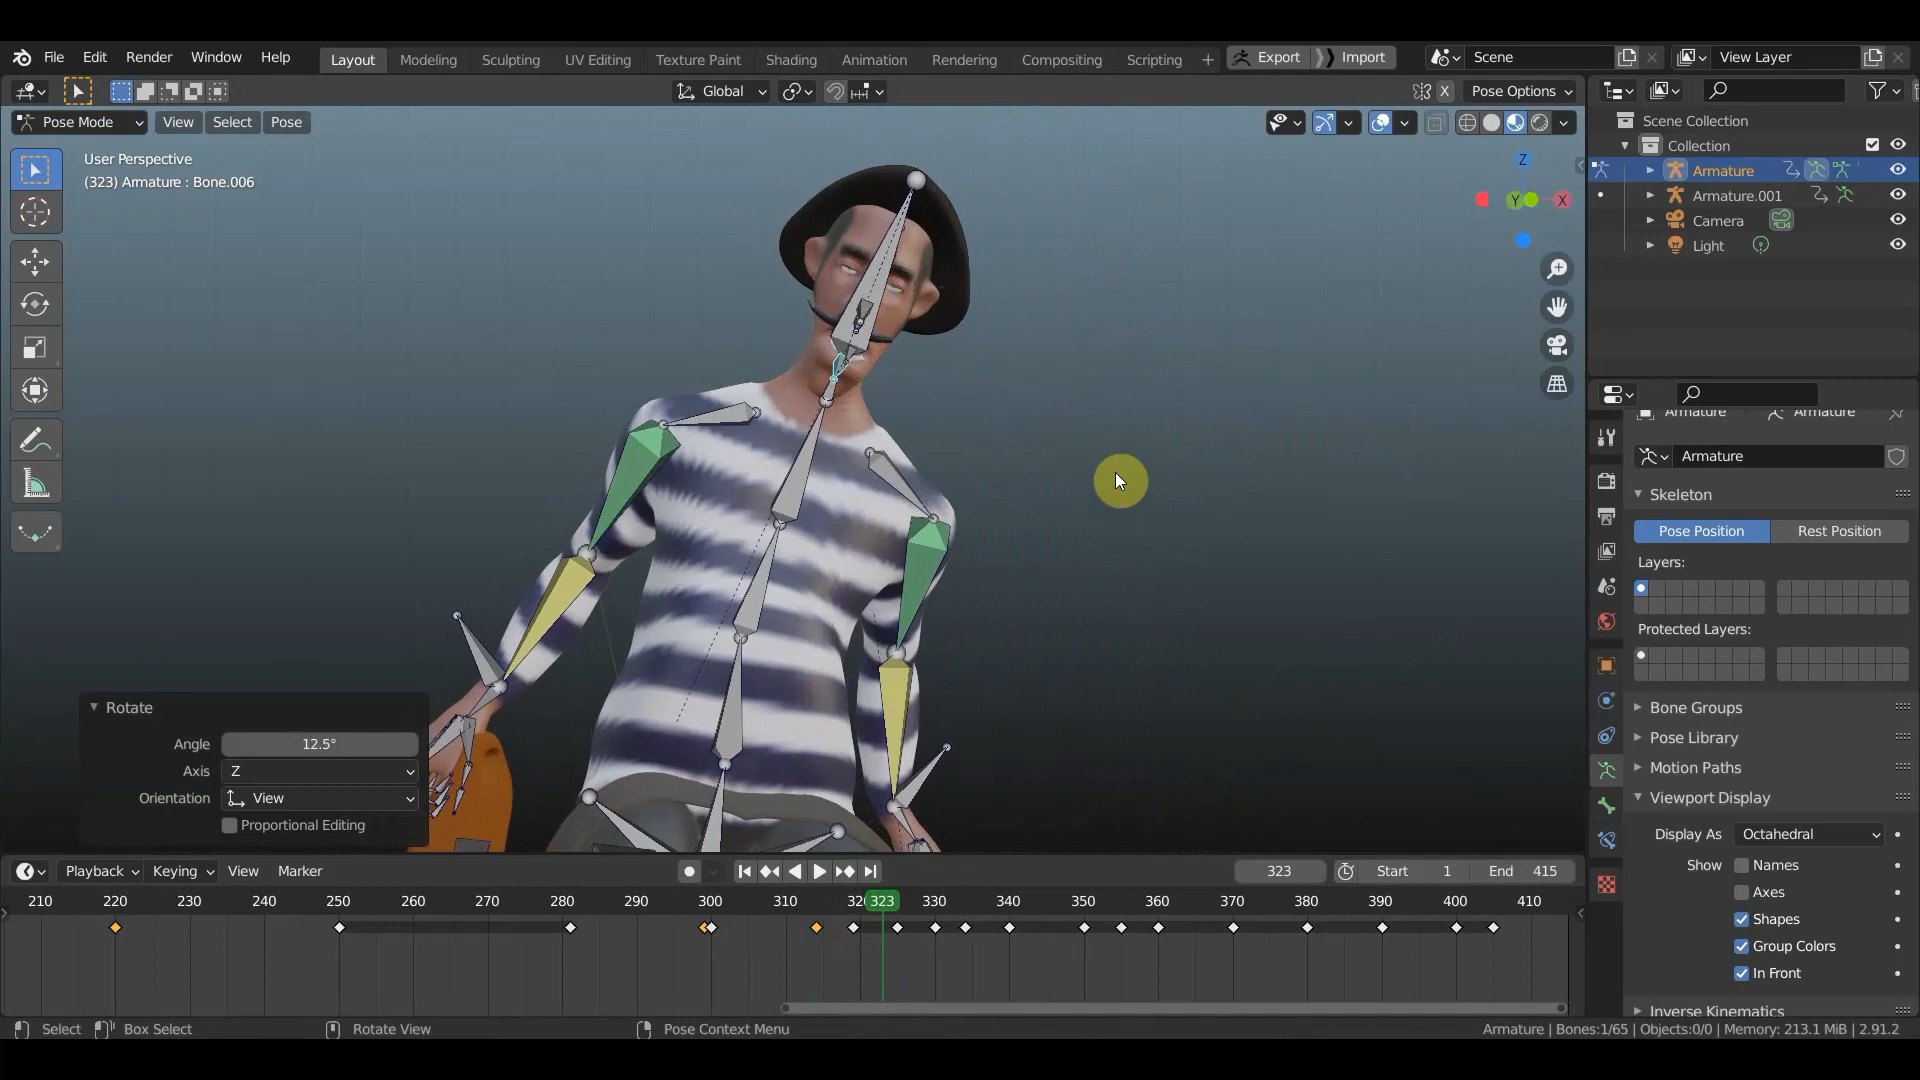 File Edit Render Window Help Layout Modeling Sculpting UV Editing Texture Paint Shading Animation Rendering Compositing Scripting + Export Import Scene View Layer
Global X Pose Options
Pose Mode View Select Pose
User Perspective
(323) Armature : Bone.006
Z
Y X
Scene Collection
Collection
Armature
Armature.001
Camera
Light
Armature Armature
Armature
Skeleton
Pose Position Rest Position
Layers:
Protected Layers:
Bone Groups
Pose Library
Motion Paths
Viewport Display
Display As Octahedral
Show Names
Axes
Shapes
Group Colors
In Front
Inverse Kinematics
Rotate
Angle 12.5°
Axis Z
Orientation View
Proportional Editing
Playback Keying View Marker 323 Start 1 End 415
210 220 230 240 250 260 270 280 290 300 310 323 330 340 350 360 370 380 390 400 410
Select Box Select Rotate View Pose Context Menu Armature | Bones:1/65 | Objects:0/0 | Memory: 213.1 MiB | 2.91.2